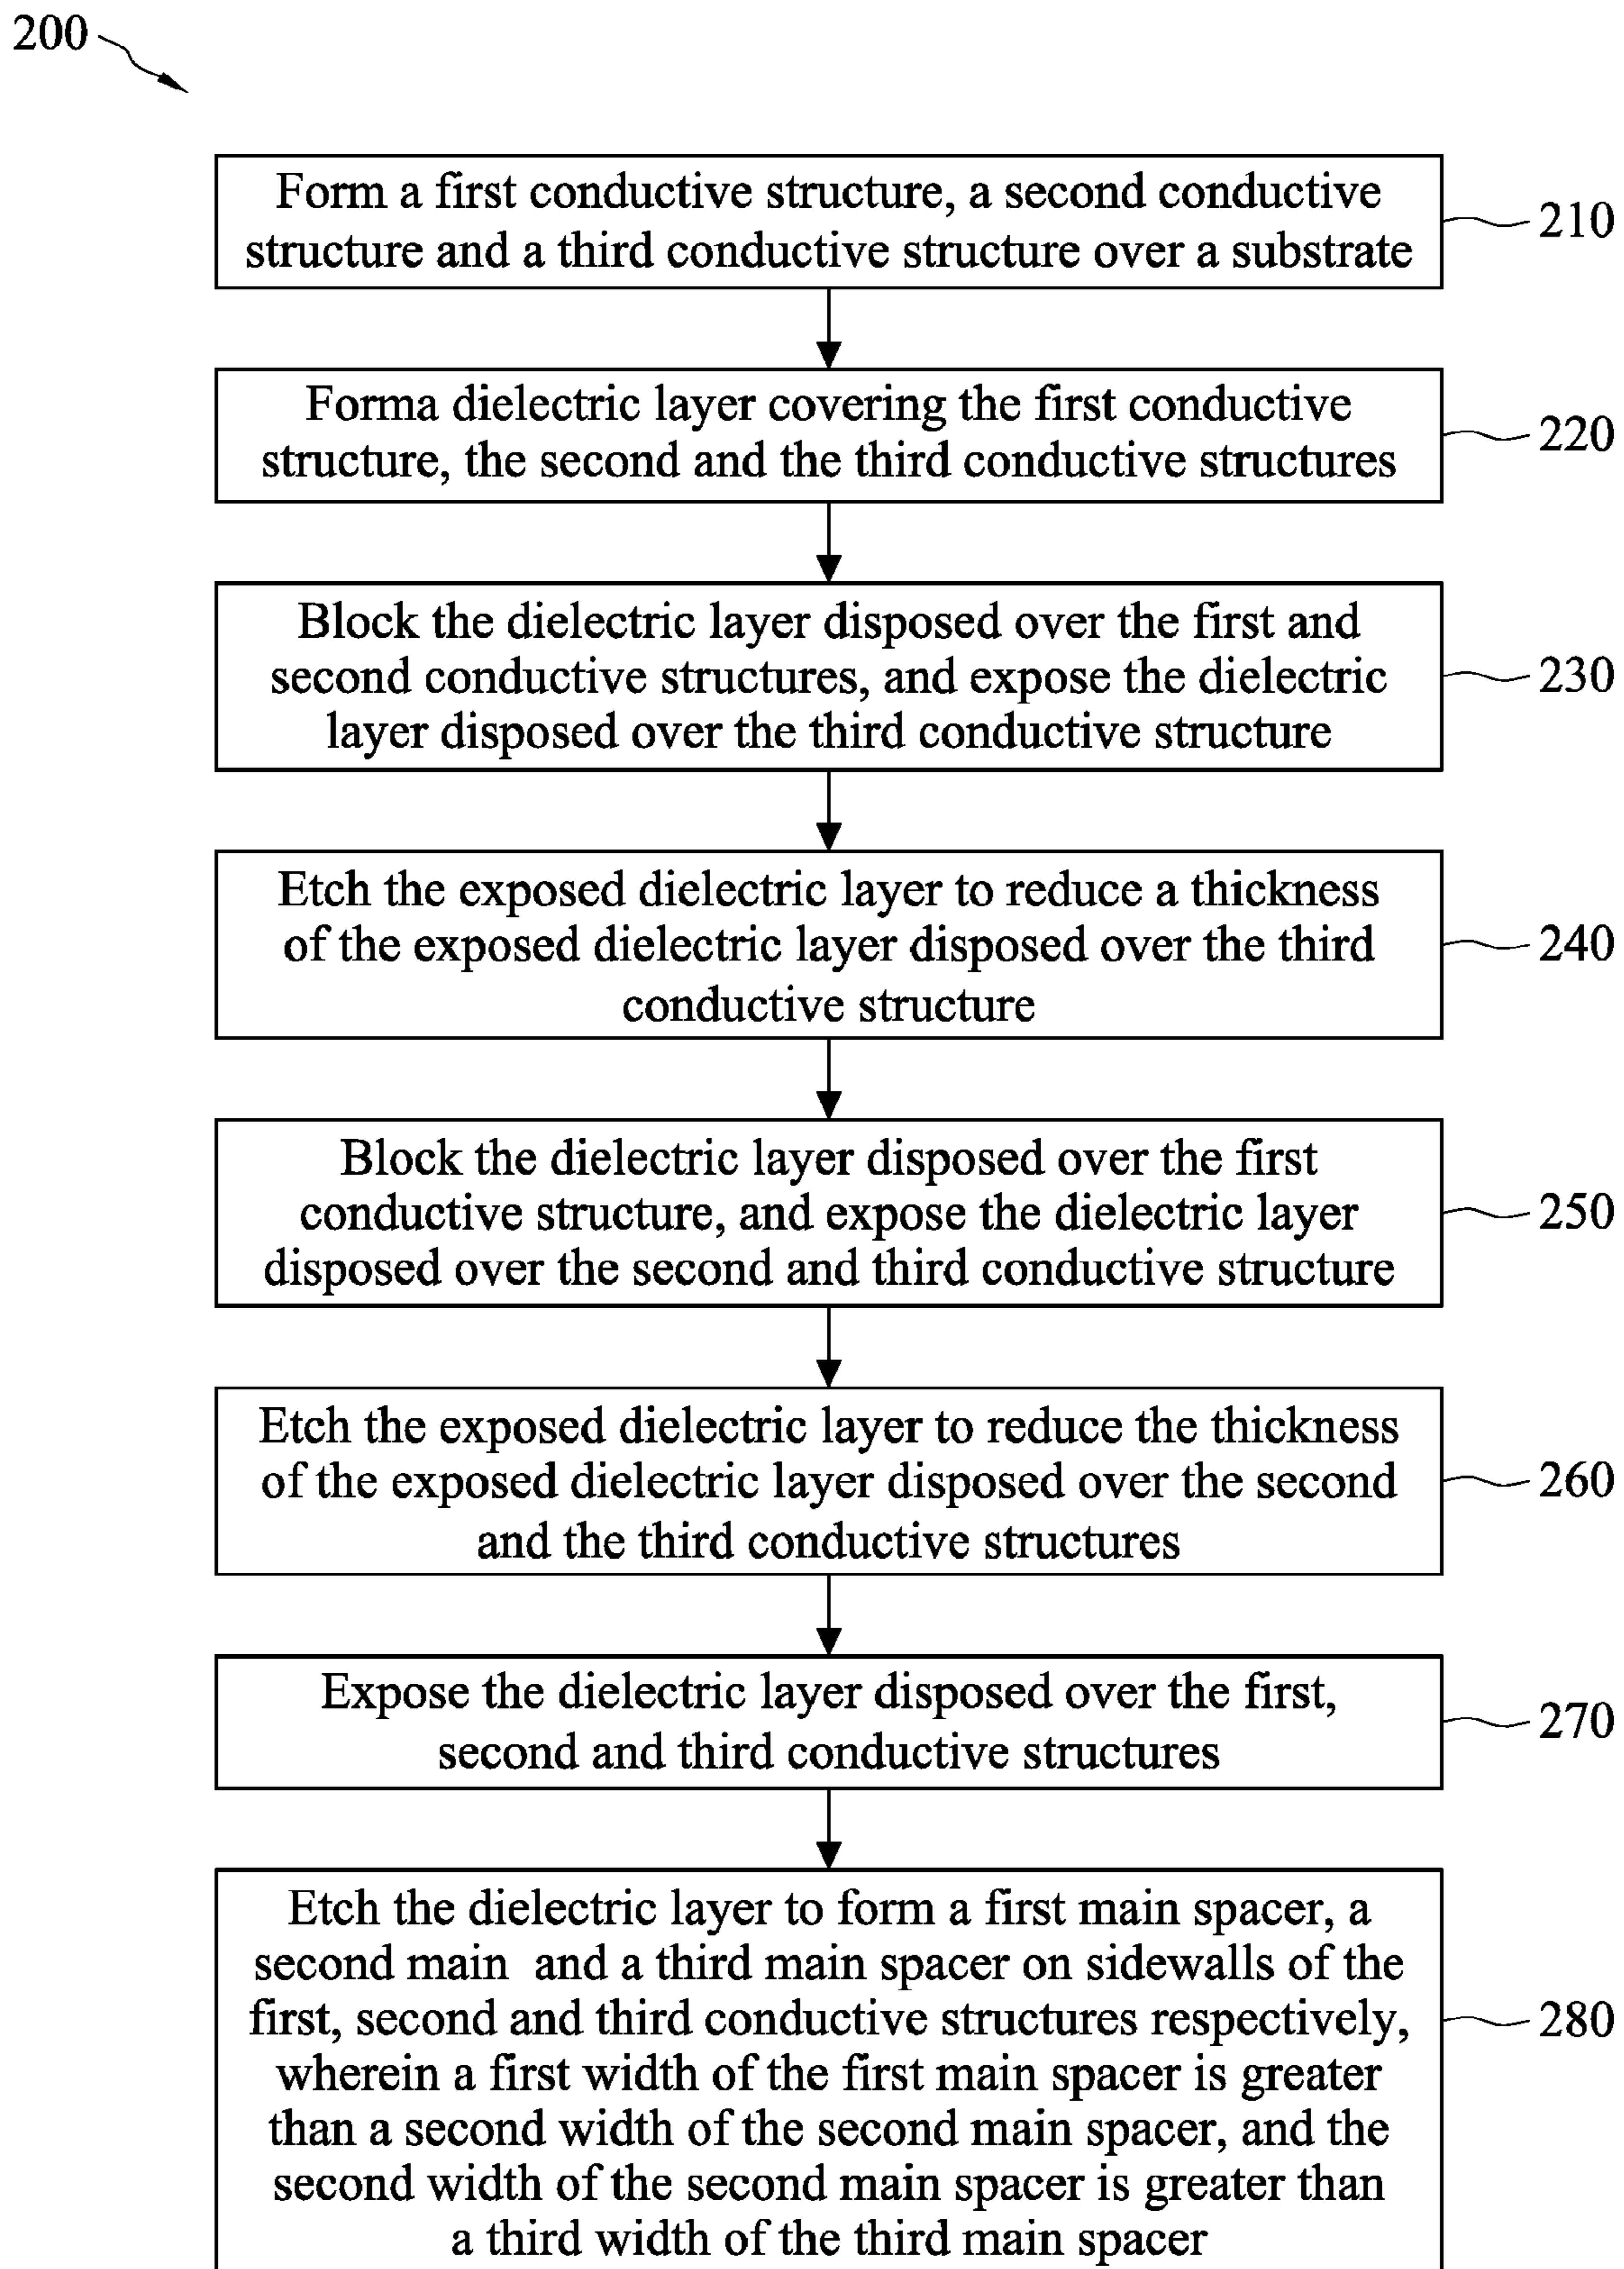 200
Form a first conductive structure, a second conductive
structure and a third conductive structure over a substrate
210
Forma dielectric layer covering the first conductive
structure, the second and the third conductive structures
220
Block the dielectric layer disposed over the first and
second conductive structures, and expose the dielectric
layer disposed over the third conductive structure
230
Etch the exposed dielectric layer to reduce a thickness
of the exposed dielectric layer disposed over the third
conductive structure
240
Block the dielectric layer disposed over the first
conductive structure, and expose the dielectric layer
disposed over the second and third conductive structure
250
Etch the exposed dielectric layer to reduce the thickness
of the exposed dielectric layer disposed over the second
and the third conductive structures
260
Expose the dielectric layer disposed over the first,
second and third conductive structures
270
Etch the dielectric layer to form a first main spacer, a
second main  and a third main spacer on sidewalls of the
first, second and third conductive structures respectively,
wherein a first width of the first main spacer is greater
than a second width of the second main spacer, and the
second width of the second main spacer is greater than
a third width of the third main spacer
280